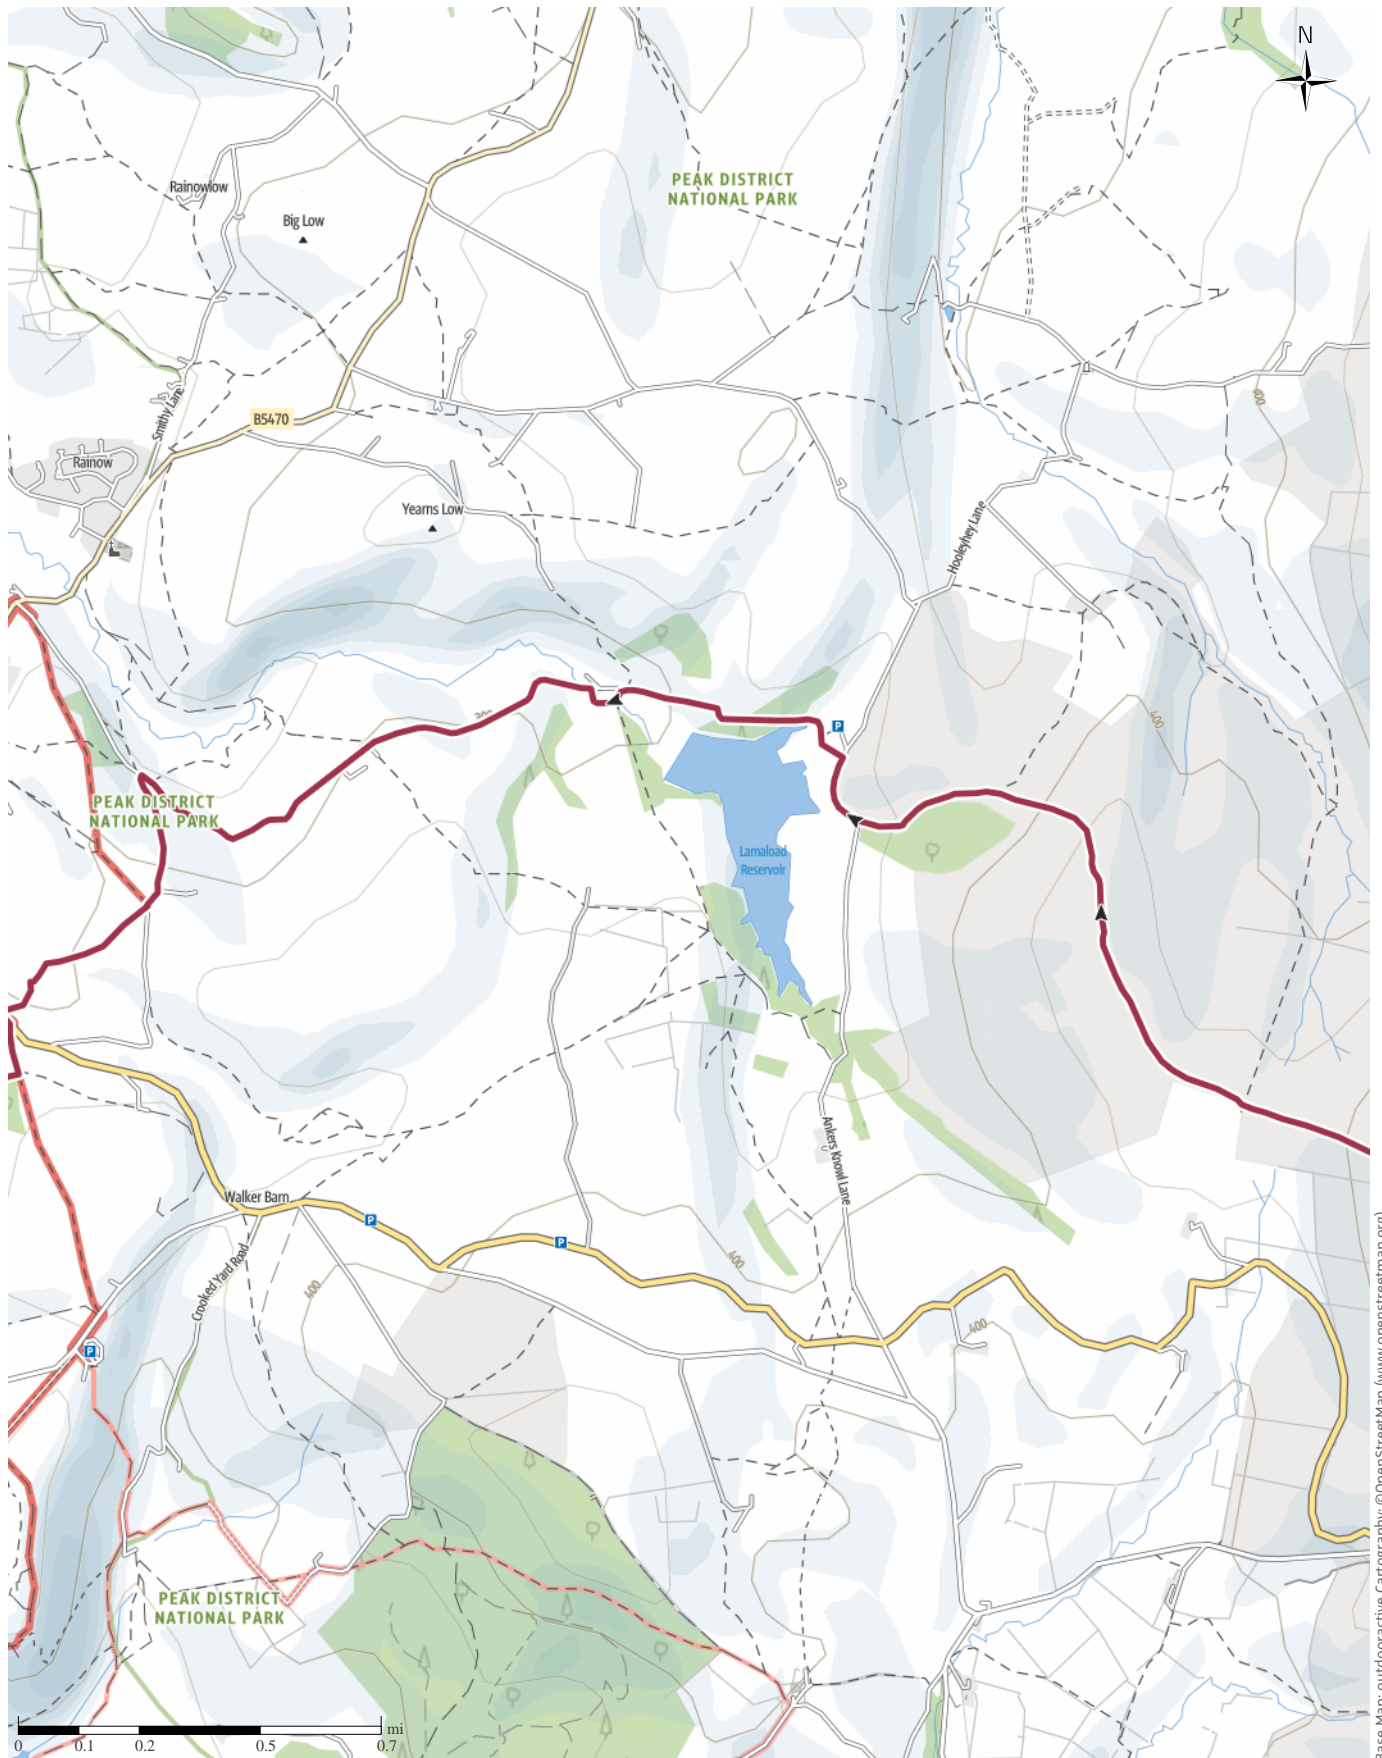 N
PEAK DISTRICT
NATIONAL PARK
Rainowlow
Big Low
Smithy Lane
B5470
400
Rainow
Yearns Low
Hooleyhey Lane
400
P
PEAK DISTRICT
NATIONAL PARK
Lamaload
Reservoir
Ankers Knowl Lane
Walker Barn
P
P
Crooked Yard Road
400
400
400
P
PEAK DISTRICT
NATIONAL PARK
mi
0
0.1
0.2
0.5
0.7
Base Map: outdooractive Cartography; ©OpenStreetMap (www.openstreetmap.org)